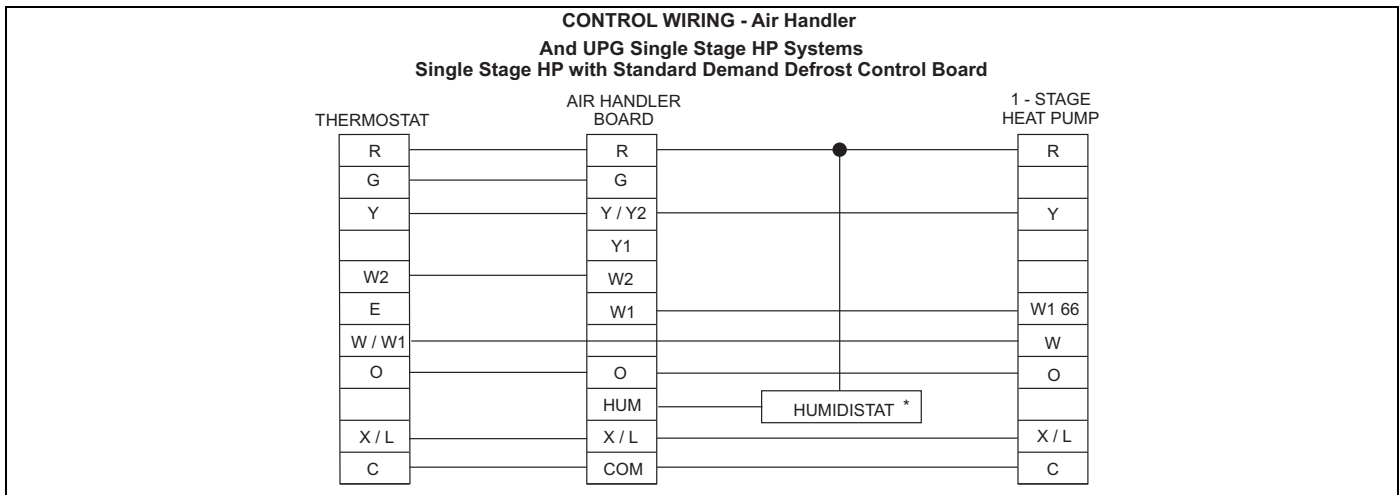 CONTROL WIRING - Air Handler
And UPG Single Stage HP Systems
Single Stage HP with Standard Demand Defrost Control Board
THERMOSTAT
AIR HANDLER
BOARD
1 - STAGE
HEAT PUMP
R R R
G G
Y Y / Y2 Y
Y1
W2 W2
E W1 W1 66
W / W1 W
O O O
HUM HUMIDISTAT *
X / L X / L X / L
C COM C